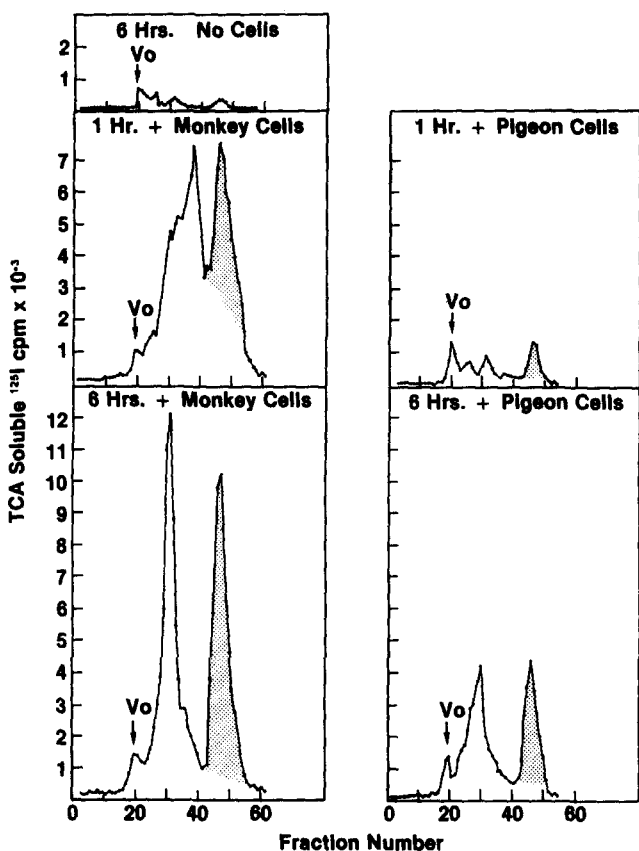 6 Hrs. No Cells
Vo
2
1
1 Hr. + Monkey Cells
7
6
5
4
3
2
1
Vo
1 Hr. + Pigeon Cells
Vo
6 Hrs. + Monkey Cells
12
11
10
9
8
7
6
5
4
3
2
1
Vo
0 20 40 60
6 Hrs. + Pigeon Cells
Vo
0 20 40 60
TCA Soluble ¹²⁵I cpm x 10⁻³
Fraction Number